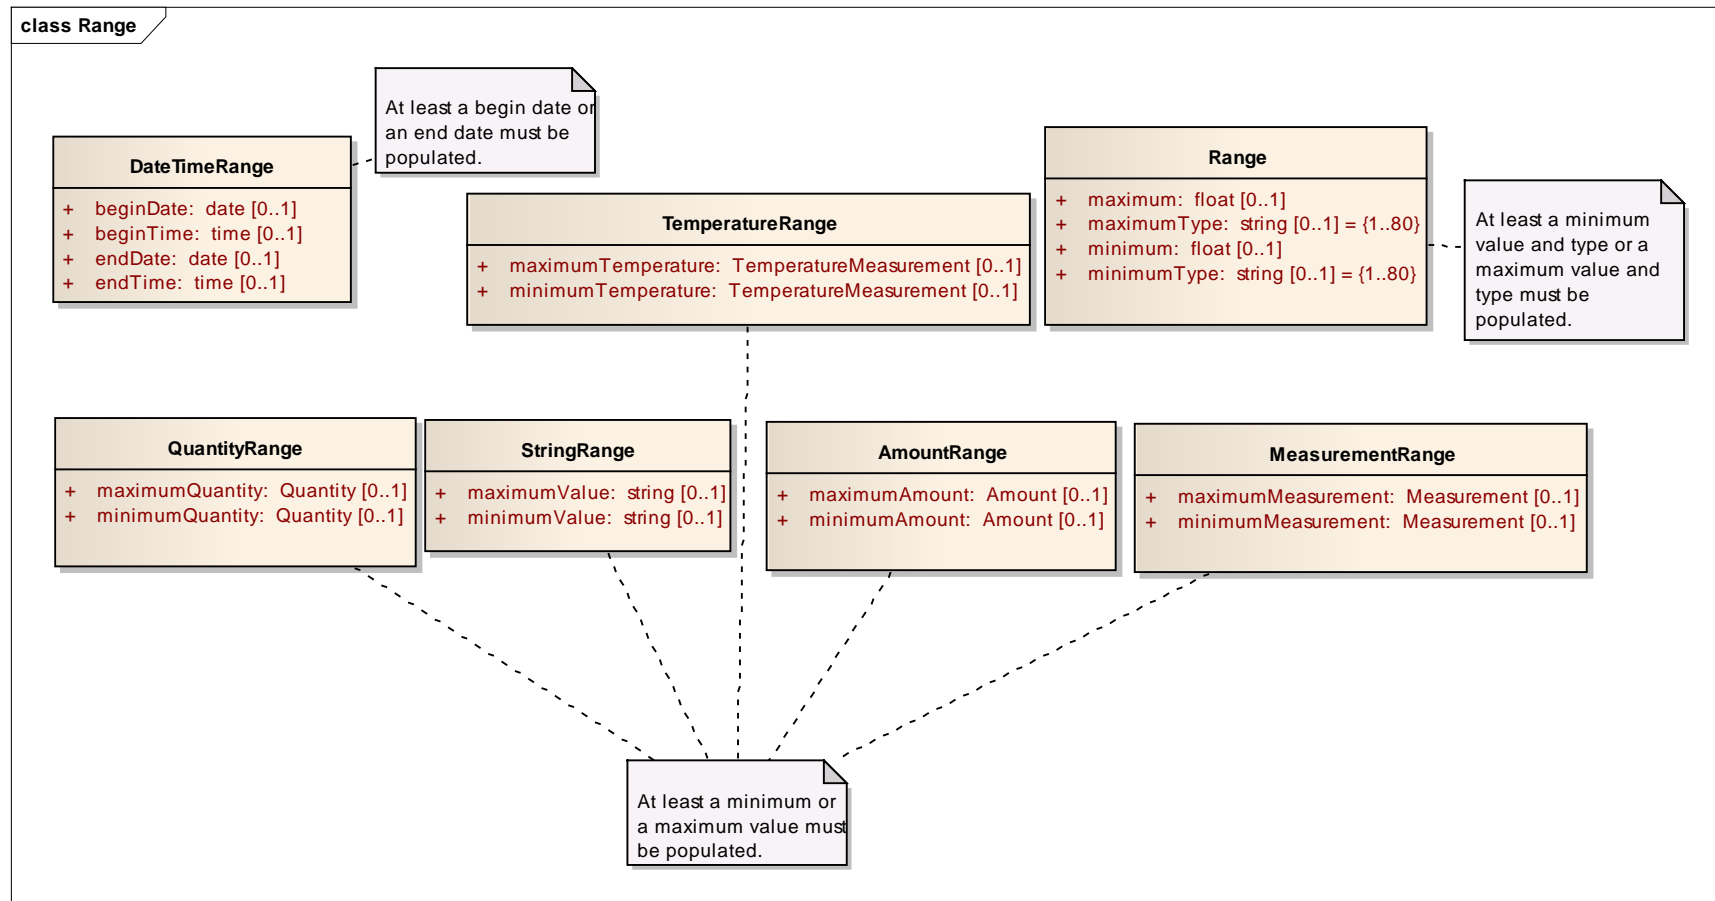 class Range
At least a begin date or
an end date must be
populated.
DateTimeRange
+ beginDate: date [0..1]
+ beginTime: time [0..1]
+ endDate: date [0..1]
+ endTime: time [0..1]
TemperatureRange
+ maximumTemperature: TemperatureMeasurement [0..1]
+ minimumTemperature: TemperatureMeasurement [0..1]
Range
+ maximum: float [0..1]
+ maximumType: string [0..1] = {1..80}
+ minimum: float [0..1]
+ minimumType: string [0..1] = {1..80}
At least a minimum
value and type or a
maximum value and
type must be
populated.
QuantityRange
+ maximumQuantity: Quantity [0..1]
+ minimumQuantity: Quantity [0..1]
StringRange
+ maximumValue: string [0..1]
+ minimumValue: string [0..1]
AmountRange
+ maximumAmount: Amount [0..1]
+ minimumAmount: Amount [0..1]
MeasurementRange
+ maximumMeasurement: Measurement [0..1]
+ minimumMeasurement: Measurement [0..1]
At least a minimum or
a maximum value must
be populated.